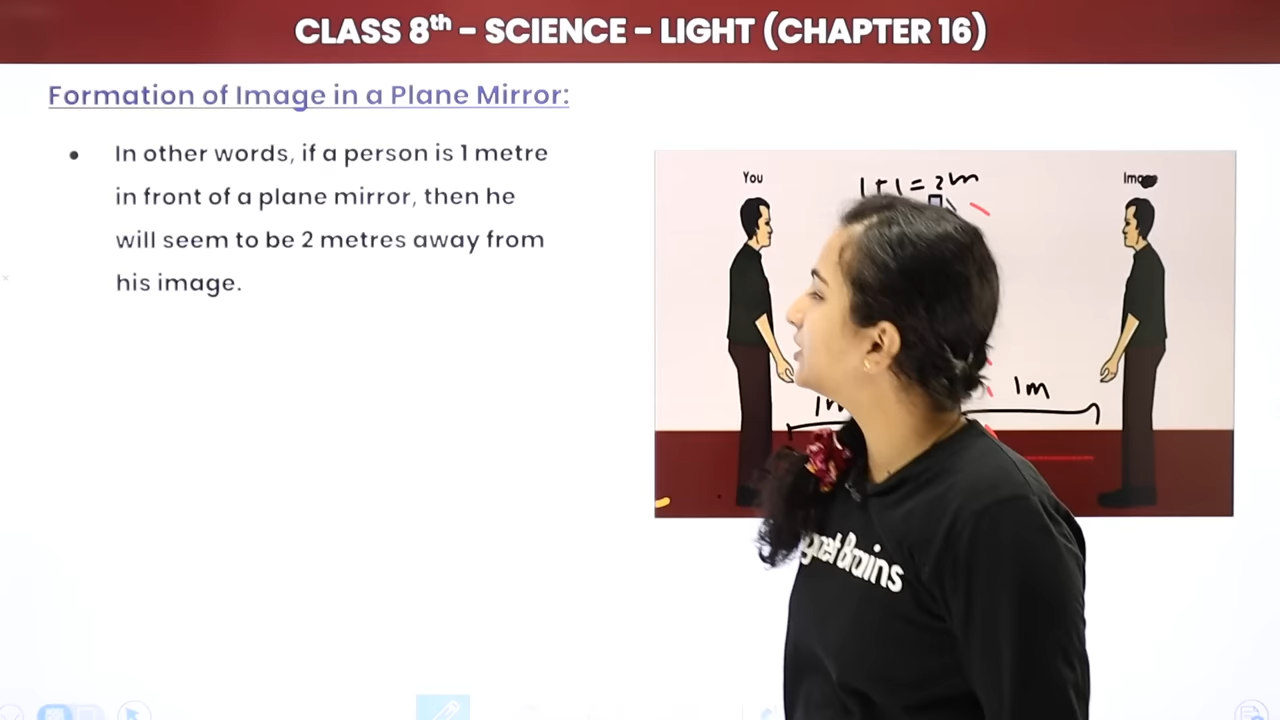 CLASS 8th – SCIENCE – LIGHT (CHAPTER 16)
Formation of Image in a Plane Mirror:
• In other words, if a person is 1 metre
in front of a plane mirror, then he
will seem to be 2 metres away from
his image.
You
1+1=2m
1m
Brains